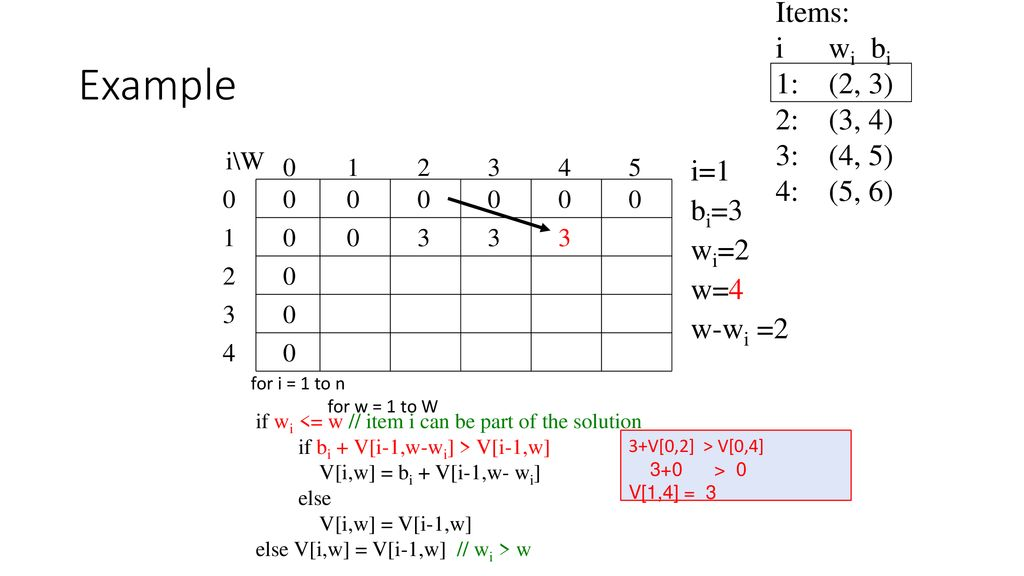 Items:
i wi bi
1: (2, 3)
2: (3, 4)
3: (4, 5)
4: (5, 6)
Example
i\W 0 1 2 3 4 5
0 0 0 0 0 0 0
1 0 0 3 3 3
2 0
3 0
4 0
i=1
bi=3
wi=2
w=4
w-wi =2
for i = 1 to n
for w = 1 to W
if wi <= w // item i can be part of the solution
if bi + V[i-1,w-wi] > V[i-1,w]
V[i,w] = bi + V[i-1,w- wi]
else
V[i,w] = V[i-1,w]
else V[i,w] = V[i-1,w] // wi > w
3+V[0,2] > V[0,4]
3+0 > 0
V[1,4] = 3